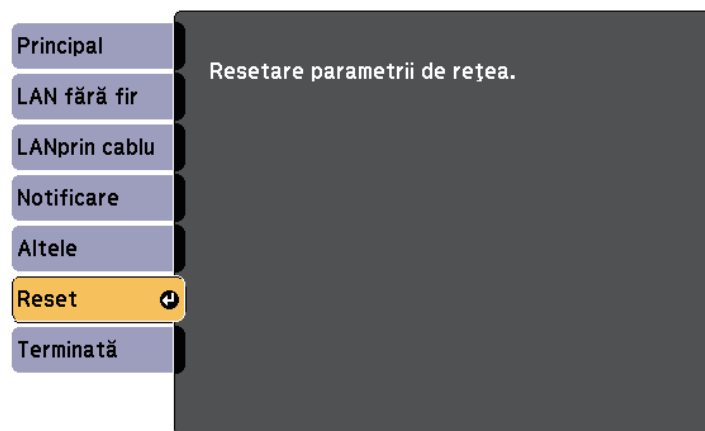 Principal
LAN fără fir
LANprin cablu
Notificare
Altele
Reset
Terminată
Resetare parametrii de reţea.